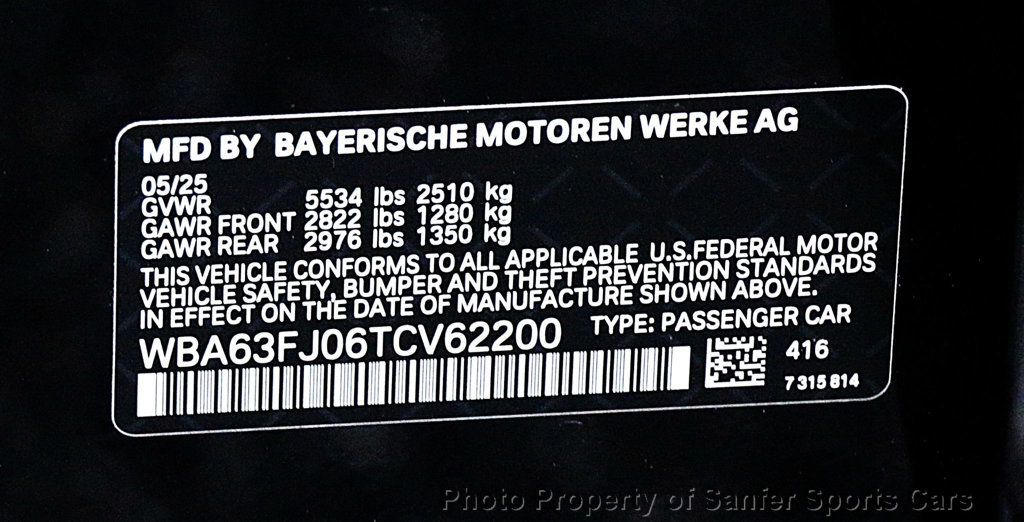 MFD BY BAYERISCHE MOTOREN WERKE AG
05/25
GVWR 5534 lbs 2510 kg
GAWR FRONT 2822 lbs 1280 kg
GAWR REAR 2976 lbs 1350 kg
THIS VEHICLE CONFORMS TO ALL APPLICABLE U.S.FEDERAL MOTOR
VEHICLE SAFETY, BUMPER AND THEFT PREVENTION STANDARDS
IN EFFECT ON THE DATE OF MANUFACTURE SHOWN ABOVE.
WBA63FJ06TCV62200 TYPE: PASSENGER CAR
416
7 315 814
Photo Property of Sanfer Sports Cars